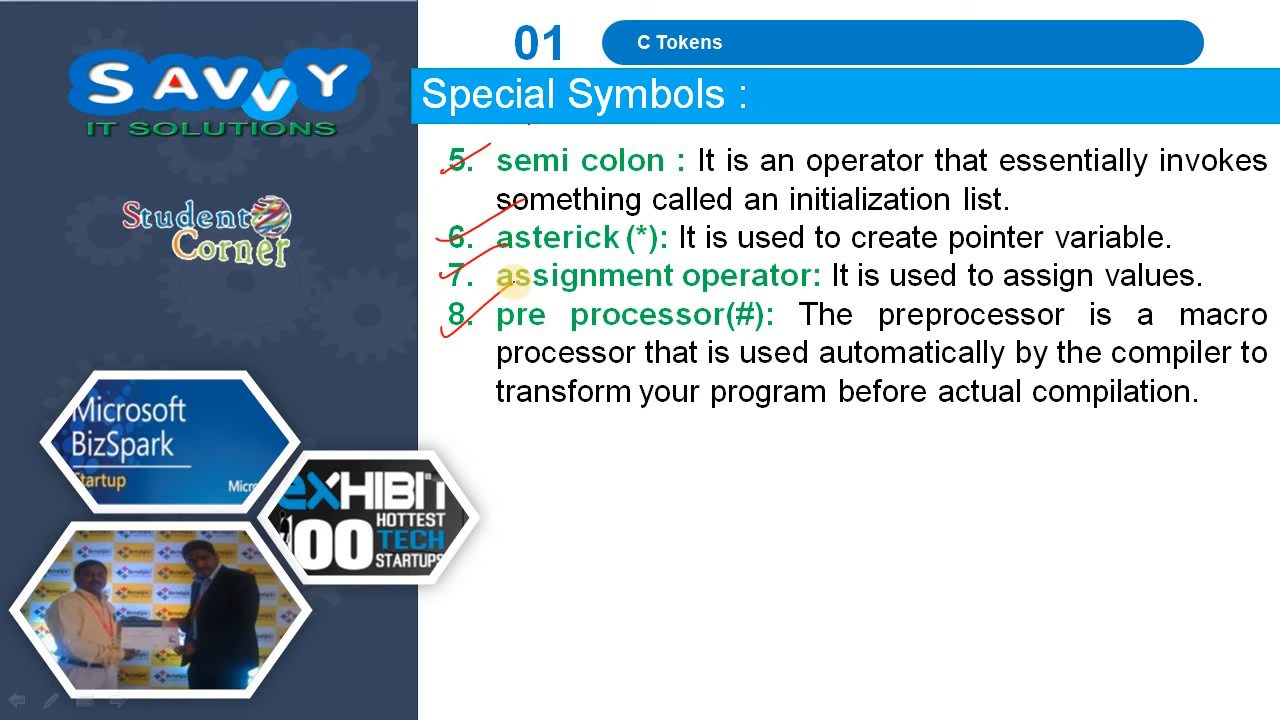 SAVVY
IT SOLUTIONS
Student
Corner
Microsoft
BizSpark
Startup
exHIBIT
100
HOTTEST
TECH
STARTUPS
01
C Tokens
Special Symbols :
5. semi colon : It is an operator that essentially invokes
something called an initialization list.
6. asterick (*): It is used to create pointer variable.
7. assignment operator: It is used to assign values.
8. pre processor(#): The preprocessor is a macro
processor that is used automatically by the compiler to
transform your program before actual compilation.